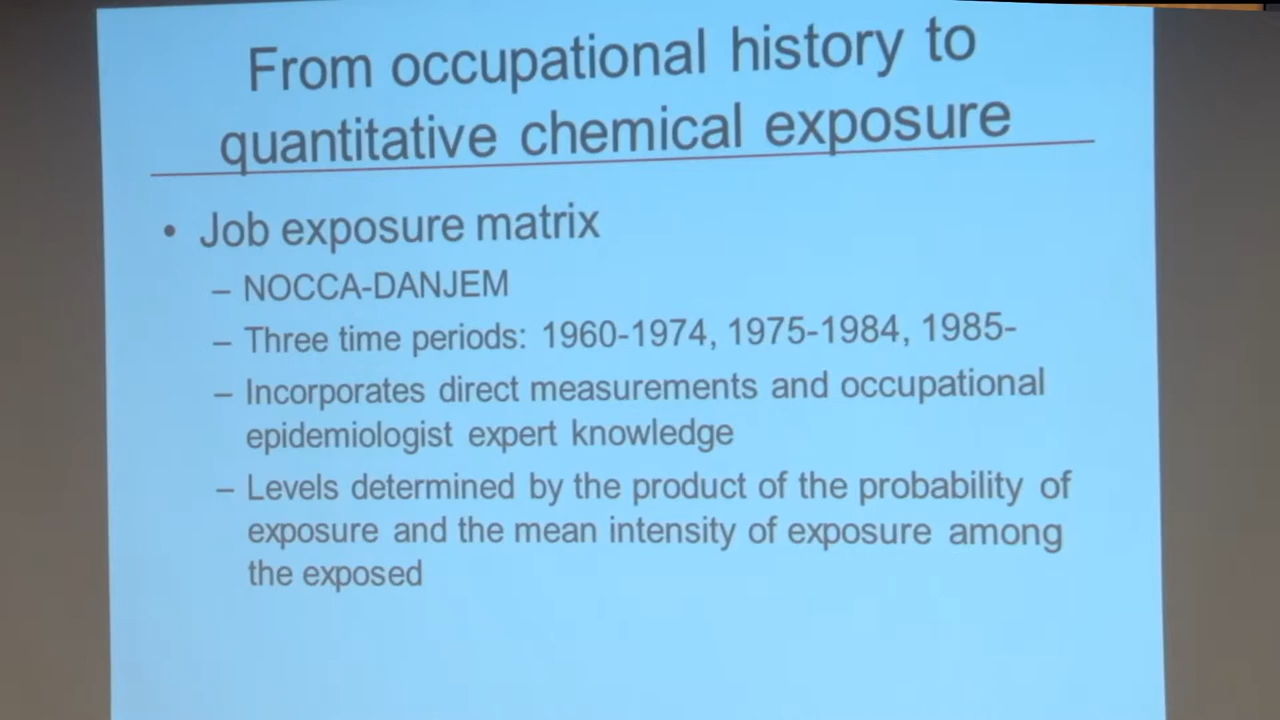 From occupational history to
quantitative chemical exposure
• Job exposure matrix
– NOCCA-DANJEM
– Three time periods: 1960-1974, 1975-1984, 1985-
– Incorporates direct measurements and occupational
epidemiologist expert knowledge
– Levels determined by the product of the probability of
exposure and the mean intensity of exposure among
the exposed